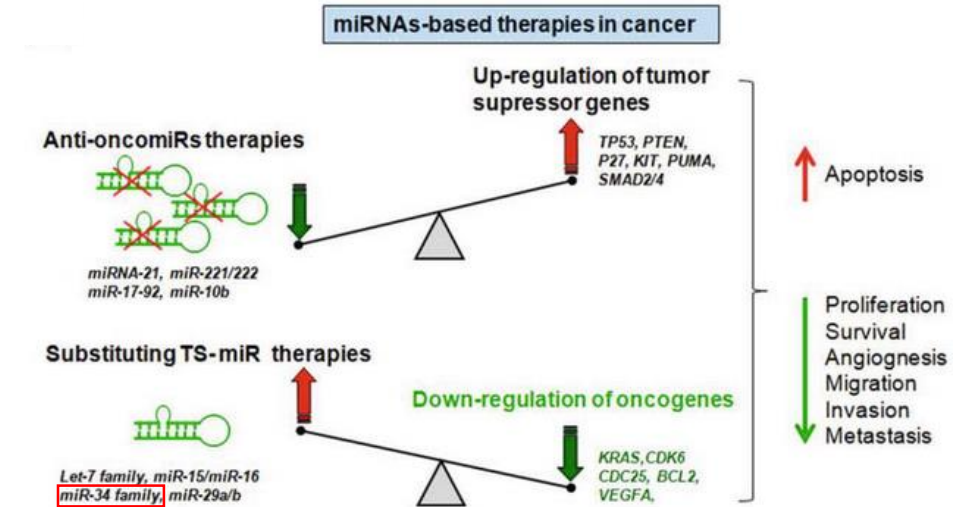 miRNAs-based therapies in cancer
Up-regulation of tumor
supressor genes
Anti-oncomiRs therapies
TP53, PTEN,
P27, KIT, PUMA,
SMAD2/4
miRNA-21, miR-221/222
miR-17-92, miR-10b
Substituting TS-miR therapies
Down-regulation of oncogenes
Let-7 family, miR-15/miR-16
miR-34 family, miR-29a/b
KRAS,CDK6
CDC25, BCL2,
VEGFA,
Apoptosis
Proliferation
Survival
Angiognesis
Migration
Invasion
Metastasis